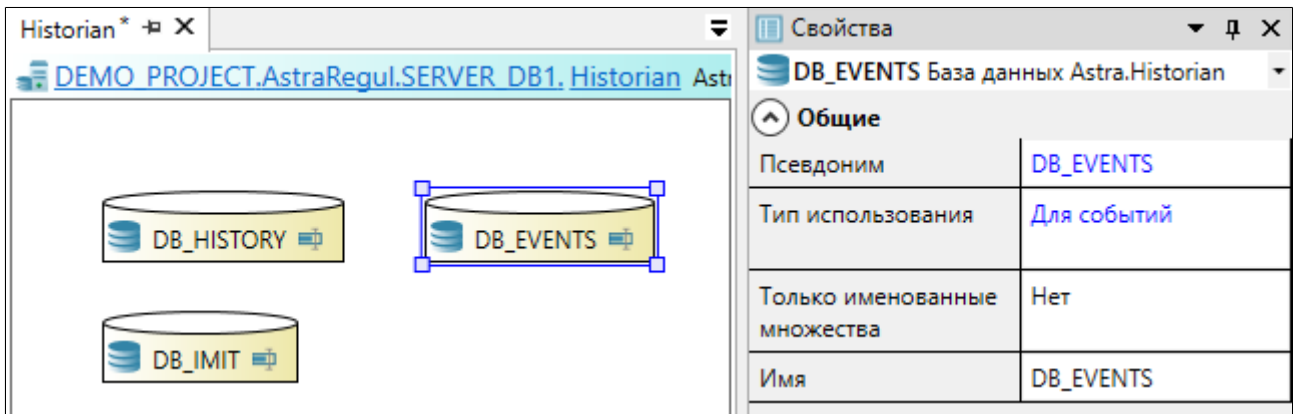 Historian*
DEMO_PROJECT.AstraRegul.SERVER_DB1. Historian Ast
DB_HISTORY
DB_EVENTS
DB_IMIT
Свойства
DB_EVENTS База данных Astra.Historian
Общие
Псевдоним DB_EVENTS
Тип использования Для событий
Только именованные Нет
множества
Имя DB_EVENTS